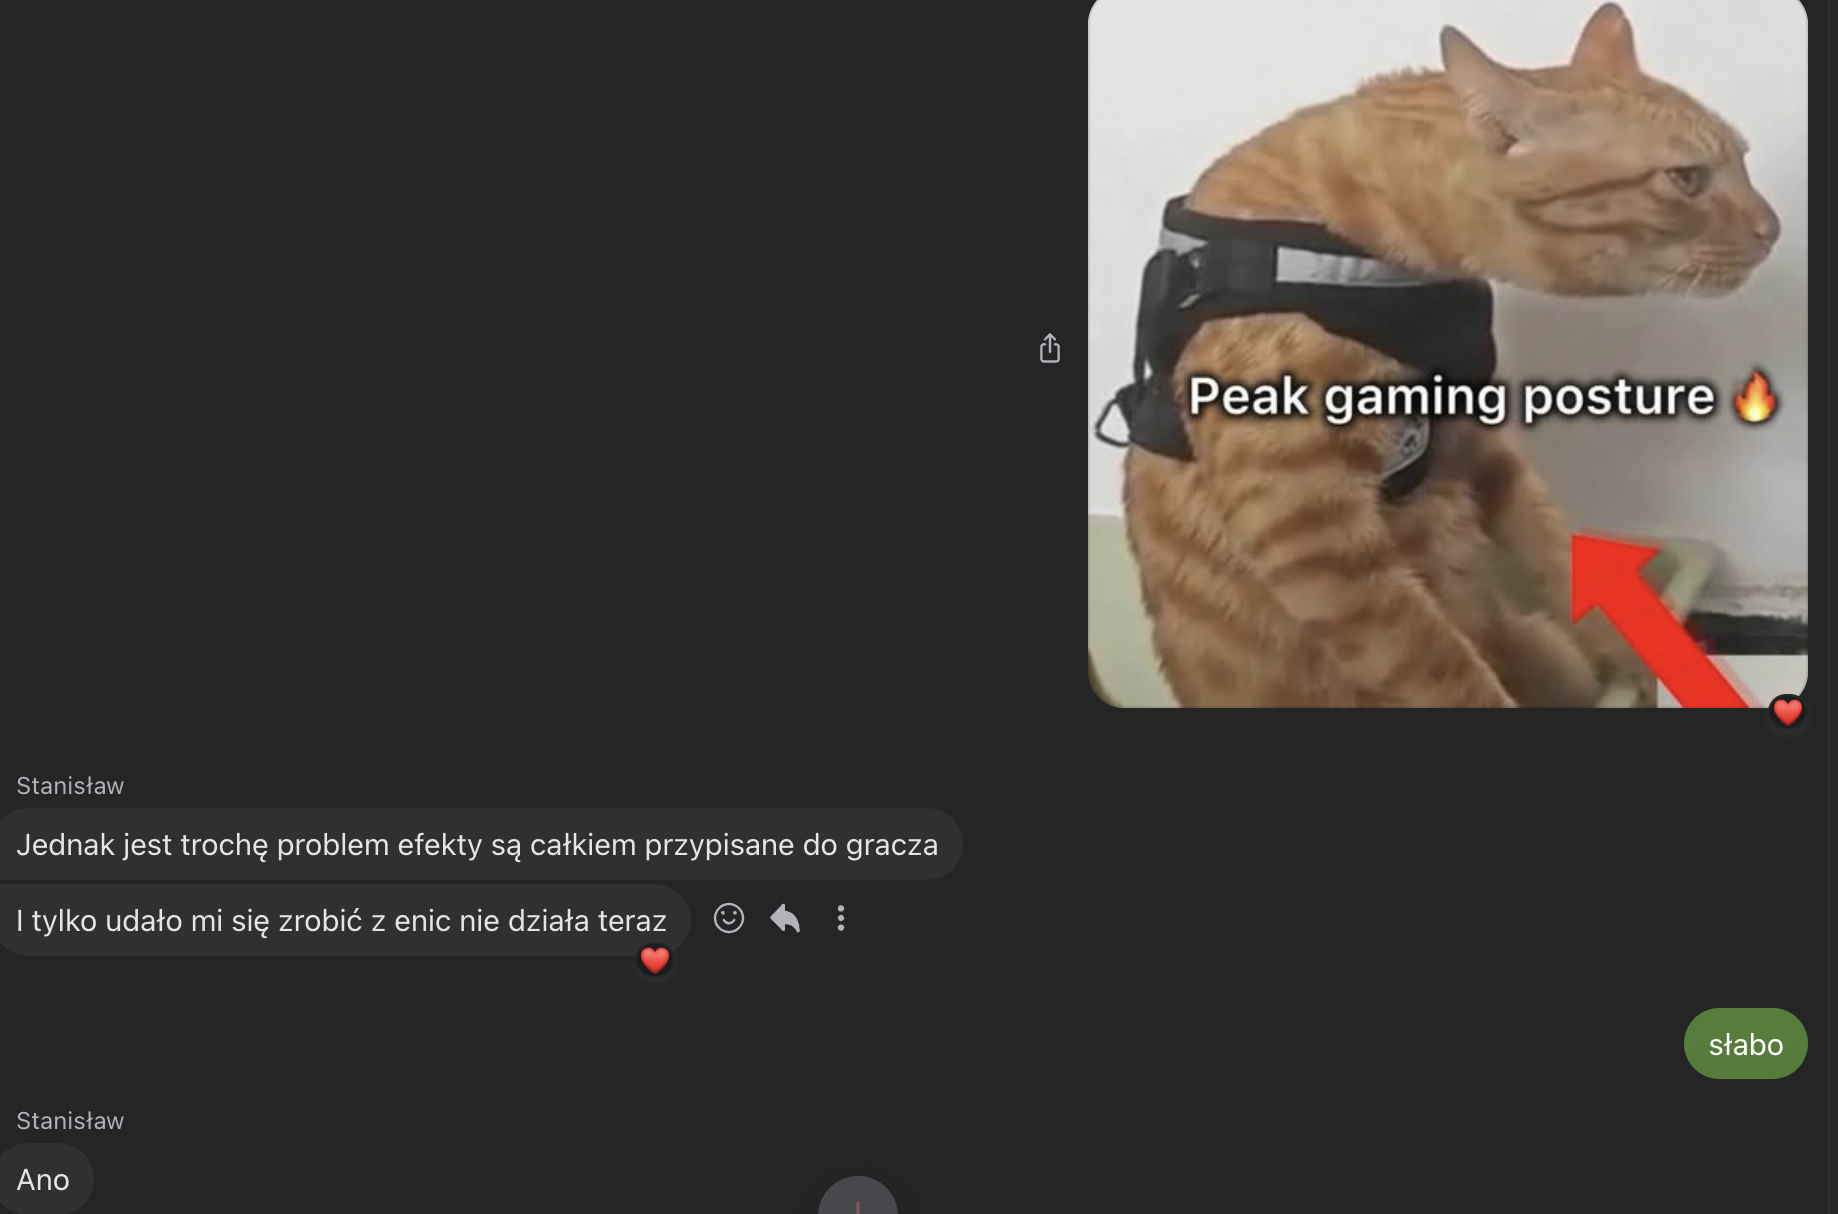 Peak gaming posture 🔥
Stanisław
Jednak jest trochę problem efekty są całkiem przypisane do gracza
I tylko udało mi się zrobić z enic nie działa teraz
słabo
Stanisław
Ano